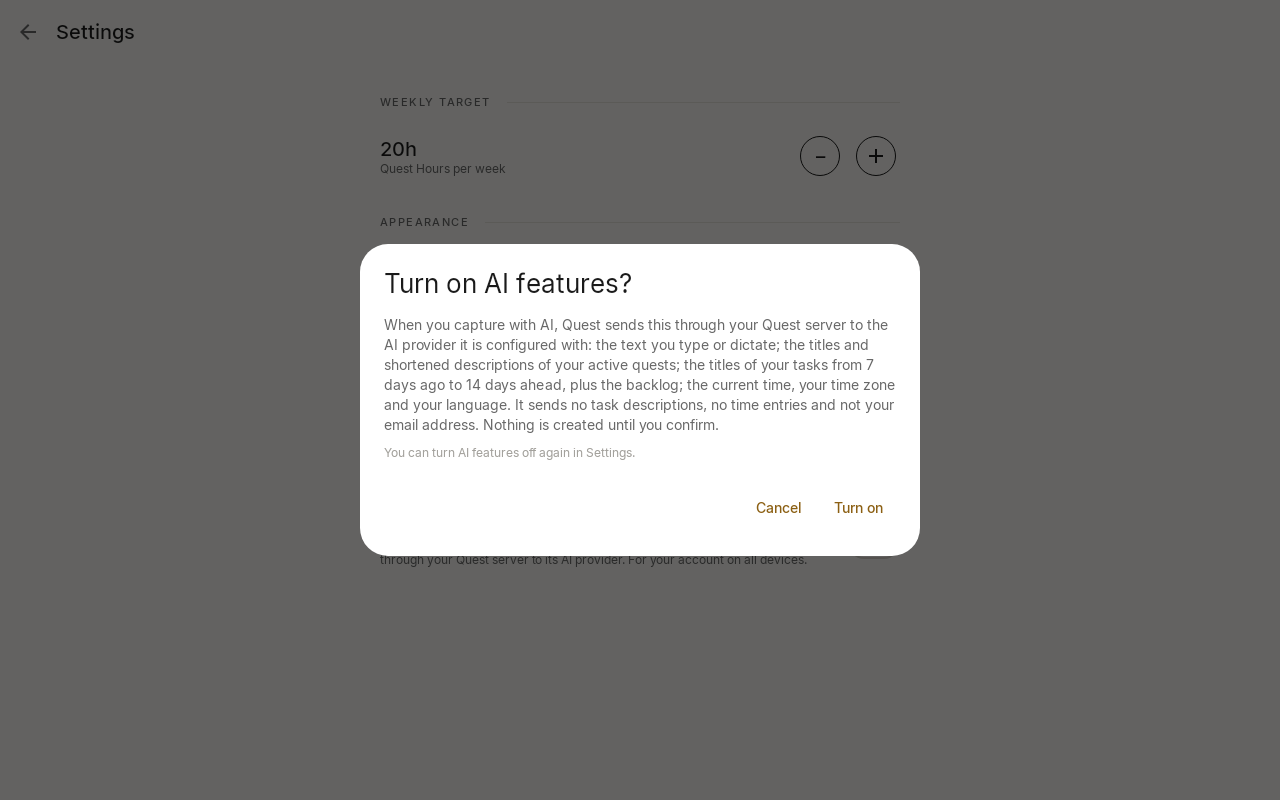 Settings
WEEKLY TARGET
20h
Quest Hours per week
APPEARANCE
Turn on AI features?
When you capture with AI, Quest sends this through your Quest server to the
AI provider it is configured with: the text you type or dictate; the titles and
shortened descriptions of your active quests; the titles of your tasks from 7
days ago to 14 days ahead, plus the backlog; the current time, your time zone
and your language. It sends no task descriptions, no time entries and not your
email address. Nothing is created until you confirm.
You can turn AI features off again in Settings.
Cancel Turn on
through your Quest server to its AI provider. For your account on all devices.